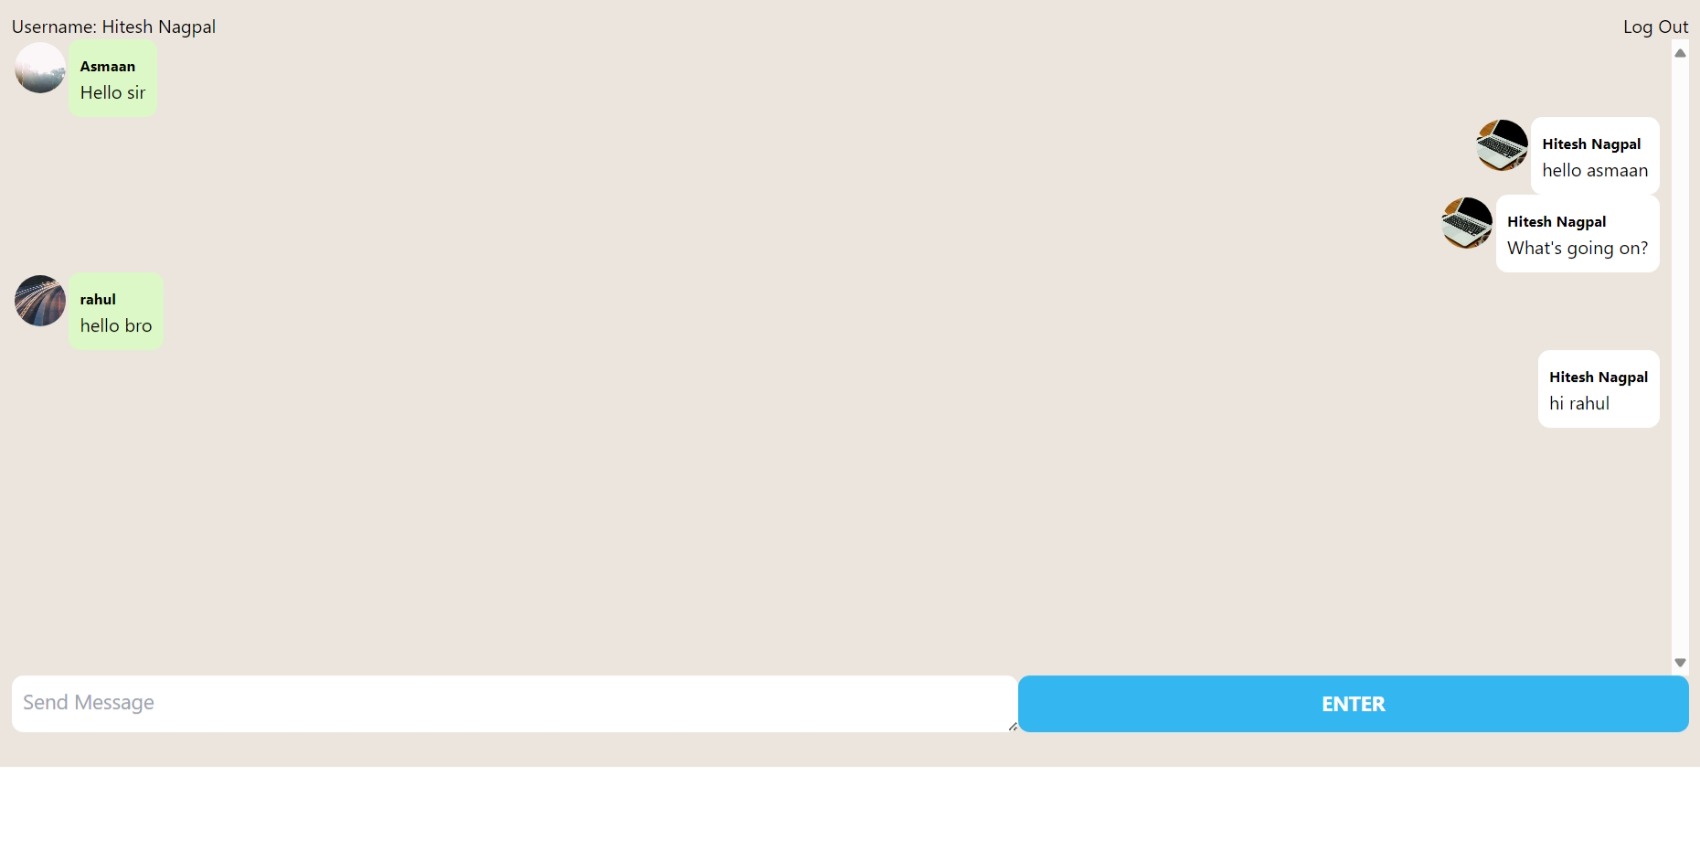 Username: Hitesh Nagpal
Log Out
Asmaan
Hello sir
Hitesh Nagpal
hello asmaan
Hitesh Nagpal
What's going on?
rahul
hello bro
Hitesh Nagpal
hi rahul
Send Message
ENTER